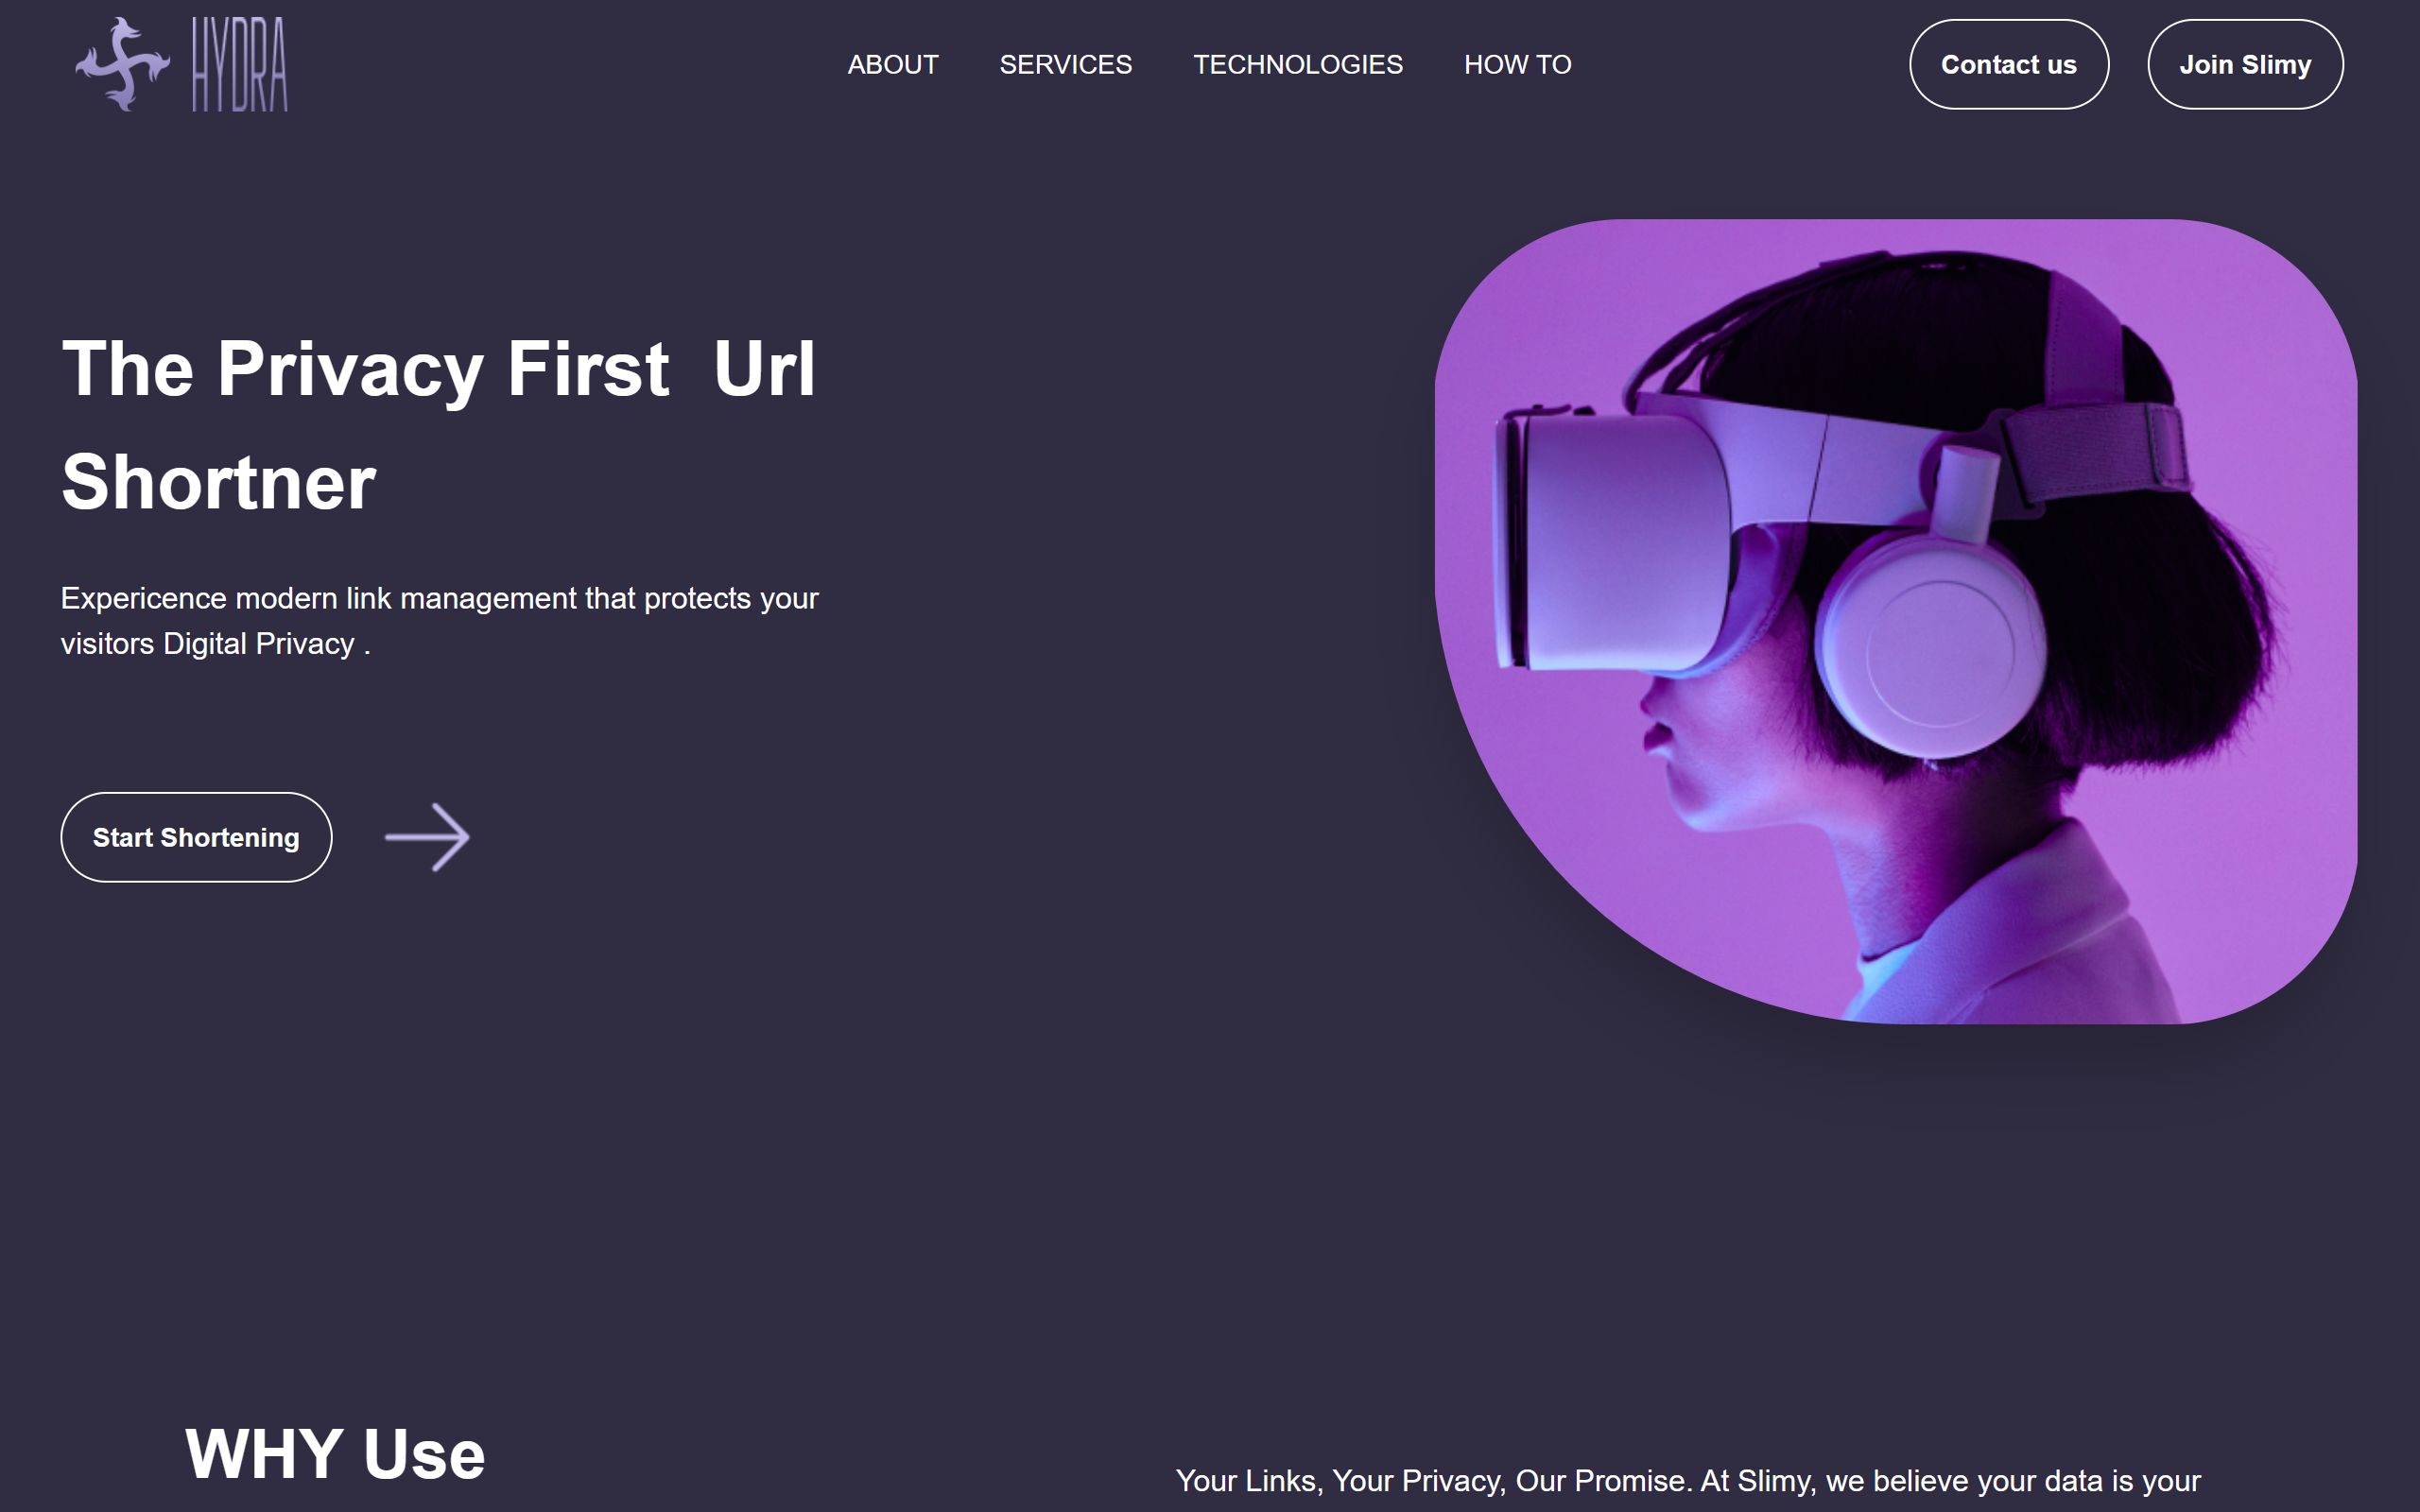 HYDRA
ABOUT SERVICES TECHNOLOGIES HOW TO
Contact us
Join Slimy
The Privacy First  Url
Shortner
Expericence modern link management that protects your
visitors Digital Privacy .
Start Shortening
WHY Use
Your Links, Your Privacy, Our Promise. At Slimy, we believe your data is your